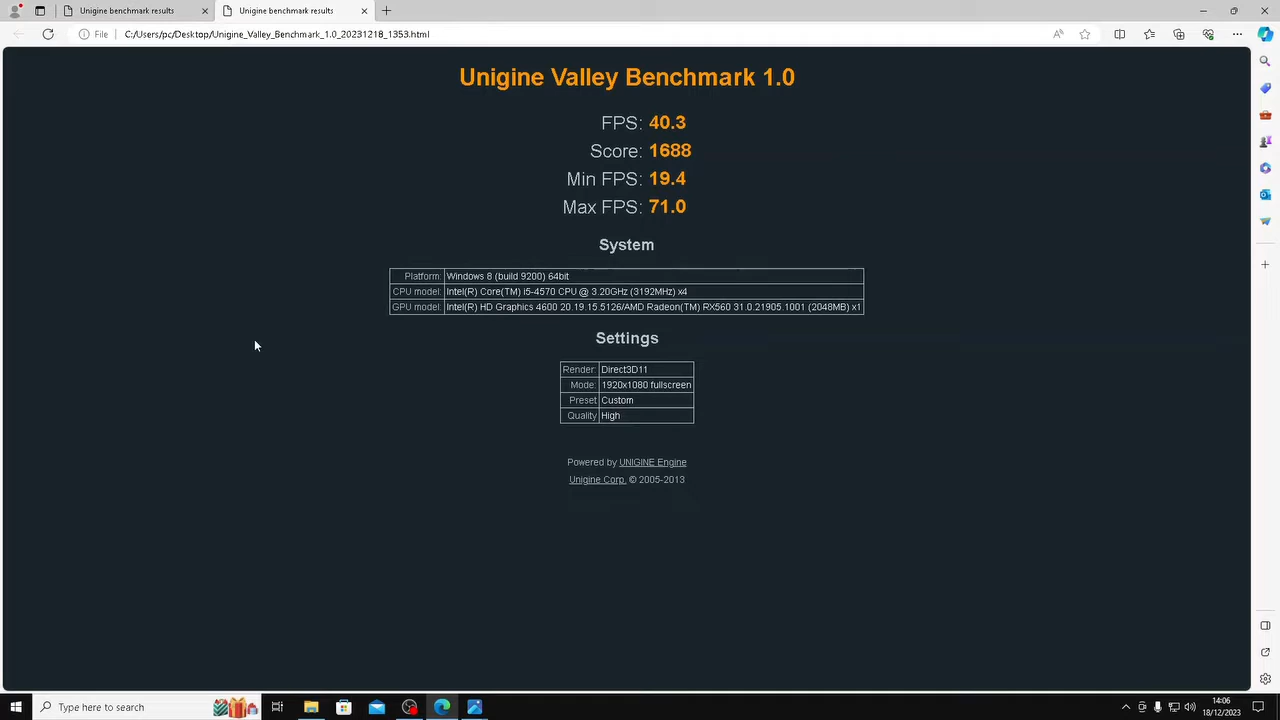 Unigine benchmark results
Unigine benchmark results
File
C:/Users/pc/Desktop/Unigine_Valley_Benchmark_1.0_20231218_1353.html
Unigine Valley Benchmark 1.0
FPS: 40.3
Score: 1688
Min FPS: 19.4
Max FPS: 71.0
System
Platform: Windows 8 (build 9200) 64bit
CPU model: Intel(R) Core(TM) i5-4570 CPU @ 3.20GHz (3192MHz) x4
GPU model: Intel(R) HD Graphics 4600 20.19.15.5126/AMD Radeon(TM) RX560 31.0.21905.1001 (2048MB) x1
Settings
Render: Direct3D11
Mode: 1920x1080 fullscreen
Preset Custom
Quality High
Powered by UNIGINE Engine
Unigine Corp. © 2005-2013
Type here to search
14:06
18/12/2023